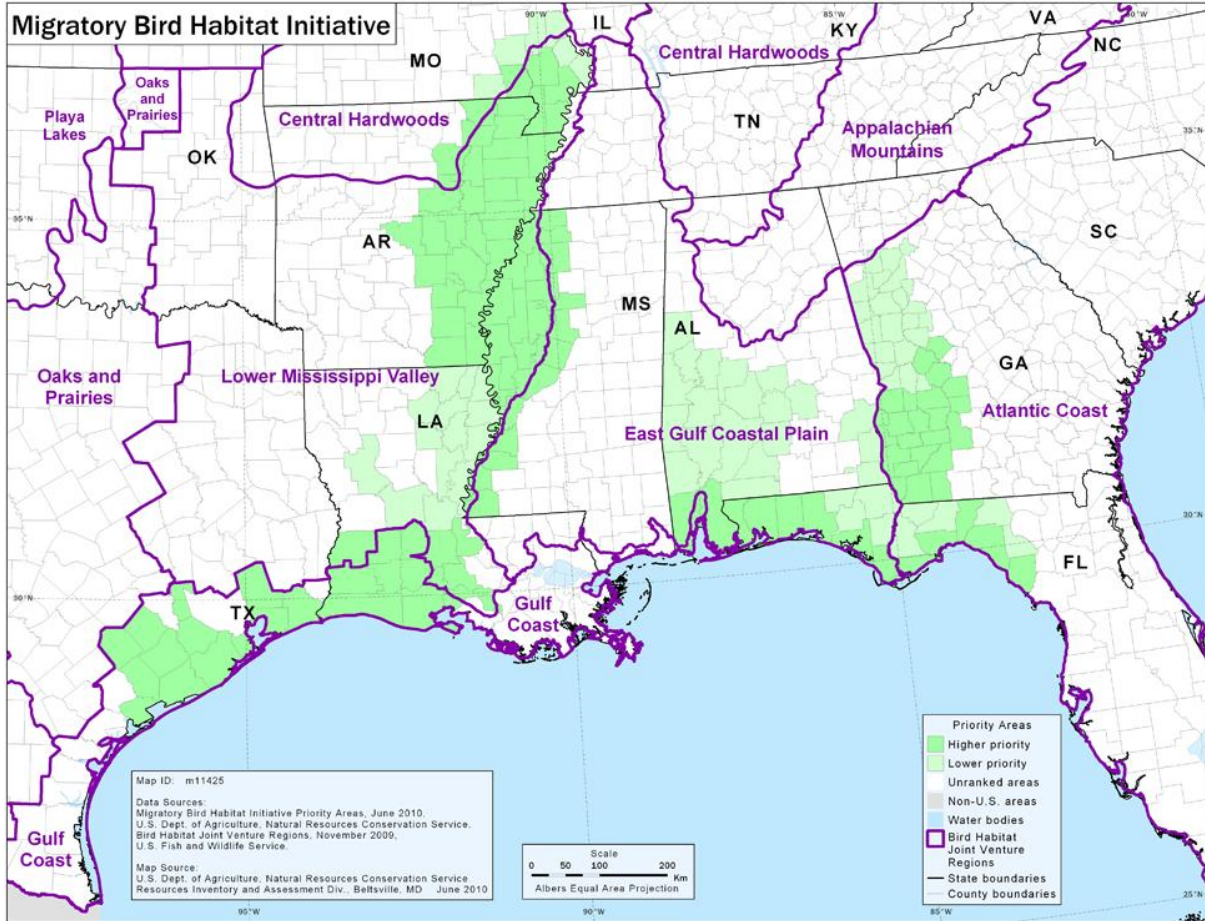 Migratory Bird Habitat Initiative
90°W
IL
85°W
KY
VA
80°W
NC
MO
Central Hardwoods
Oaks
and
Prairies
Playa
Lakes
Central Hardwoods
TN
Appalachian
Mountains
OK
35°N
95°N
AR
SC
MS
AL
Oaks and
Prairies
Lower Mississippi Valley
GA
LA
Atlantic Coast
East Gulf Coastal Plain
30°N
FL
90°N
TX
Gulf
Coast
Priority Areas
Higher priority
Lower priority
Unranked areas
Non-U.S. areas
Water bodies
Bird Habitat
Joint Venture
Regions
State boundaries
County boundaries
Map ID: m11425
Data Sources:
Migratory Bird Habitat Initiative Priority Areas, June 2010.
U.S. Dept. of Agriculture, Natural Resources Conservation Service.
Bird Habitat Joint Venture Regions, November 2009,
U.S. Fish and Wildlife Service.
Map Source:
U.S. Dept. of Agriculture, Natural Resources Conservation Service
Resources Inventory and Assessment Div., Beltsville, MD June 2010
Scale
0 50 100 200
Km
Albers Equal Area Projection
Gulf
Coast
95°W
90°W
85°W
25°N